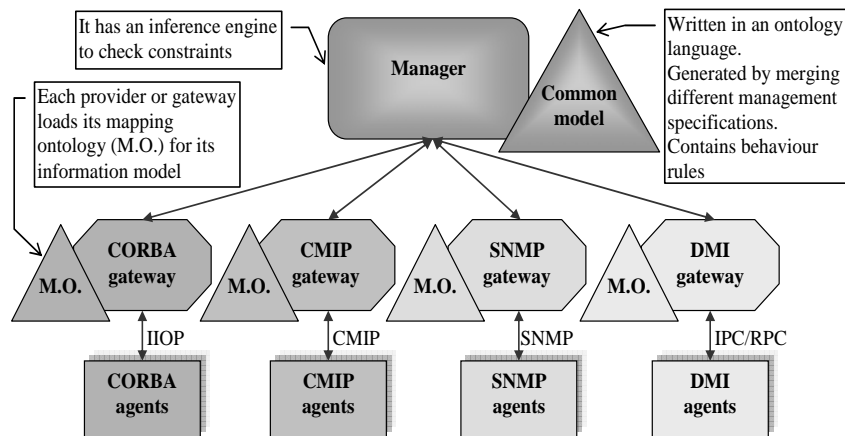 It has an inference engine
to check constraints
Manager
Common
model
Written in an ontology
language.
Generated by merging
different management
specifications.
Contains behaviour
rules
Each provider or gateway
loads its mapping
ontology (M.O.) for its
information model
M.O.
CORBA
gateway
M.O.
CMIP
gateway
M.O.
SNMP
gateway
M.O.
DMI
gateway
IIOP
CMIP
SNMP
IPC/RPC
CORBA
agents
CMIP
agents
SNMP
agents
DMI
agents